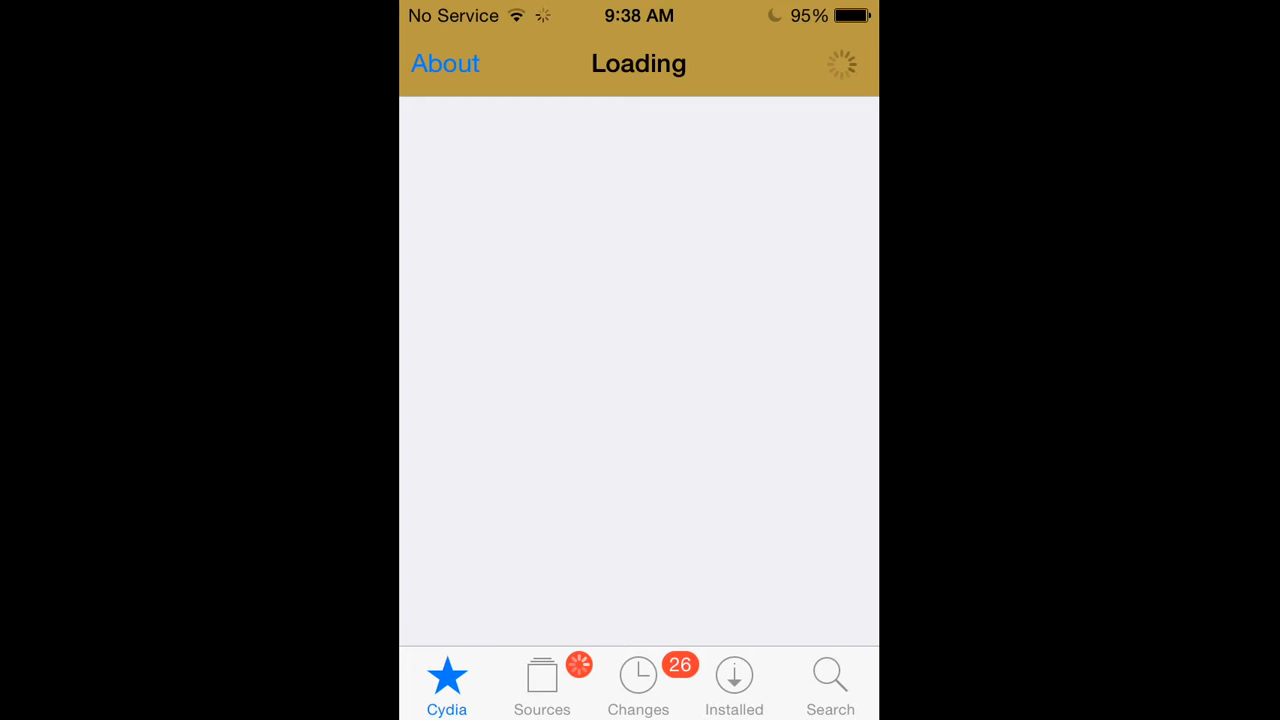 No Service 9:38 AM 95%
About Loading
26
Cydia Sources Changes Installed Search